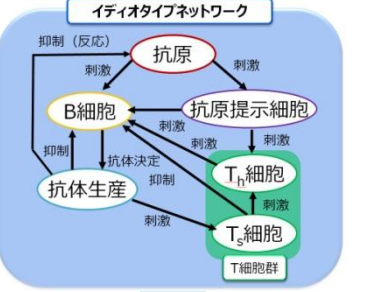 イディオタイプネットワーク
抑制（反応）
抗原
刺激
刺激
B細胞
抗原提示細胞
刺激
刺激
刺激
抑制
抗体決定
抑制
Th細胞
抗体生産
刺激
刺激
Ts細胞
T細胞群